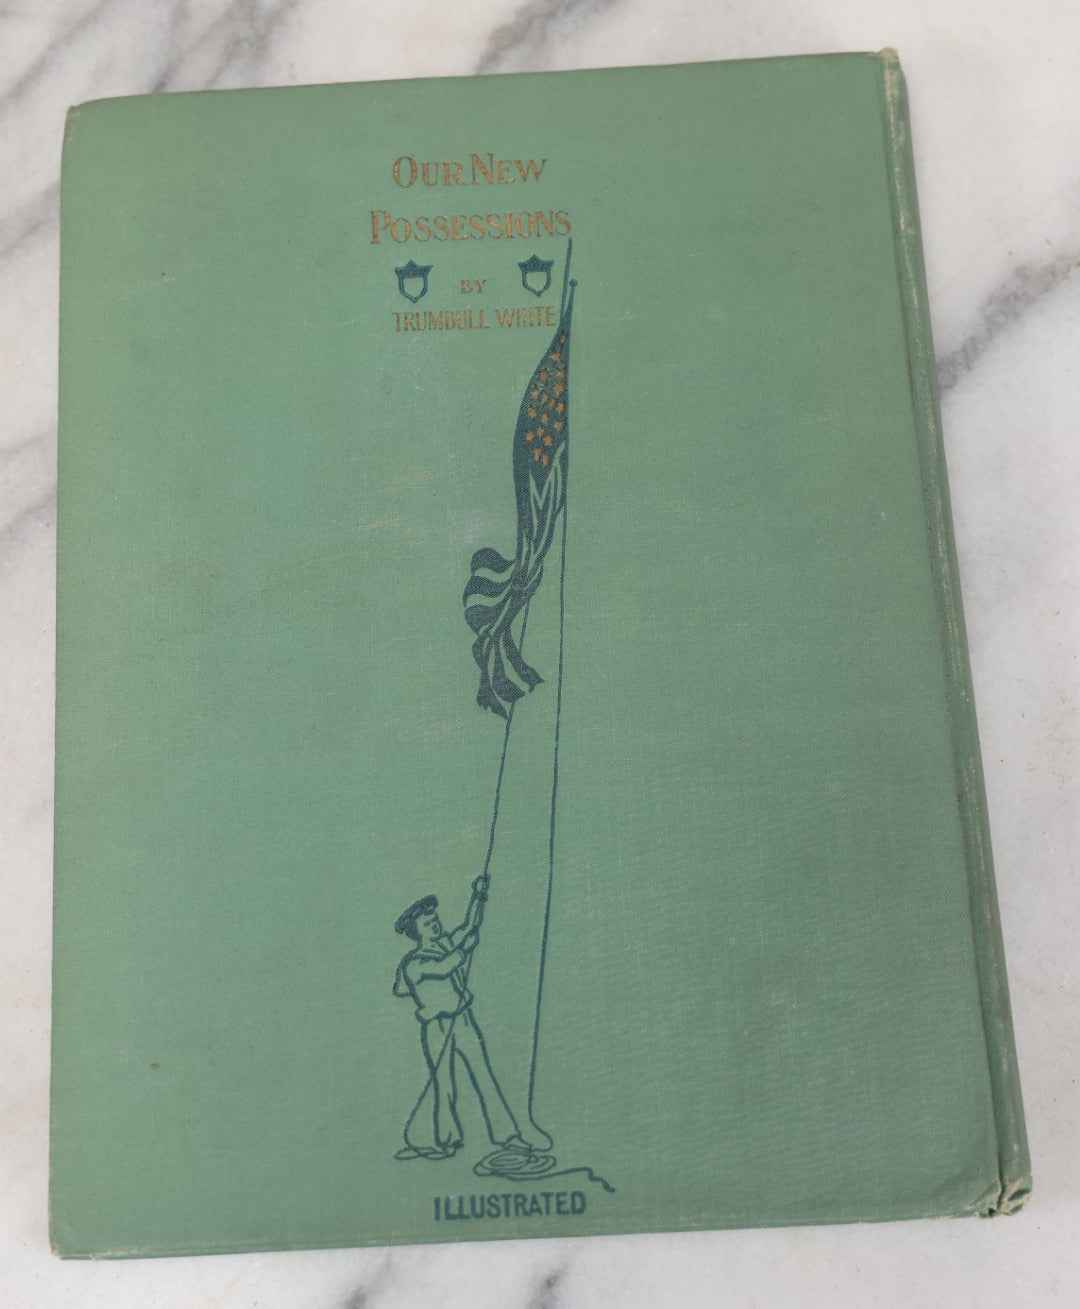 OUR NEW
POSSESSIONS
BY
TRUMBULL WHITE
ILLUSTRATED